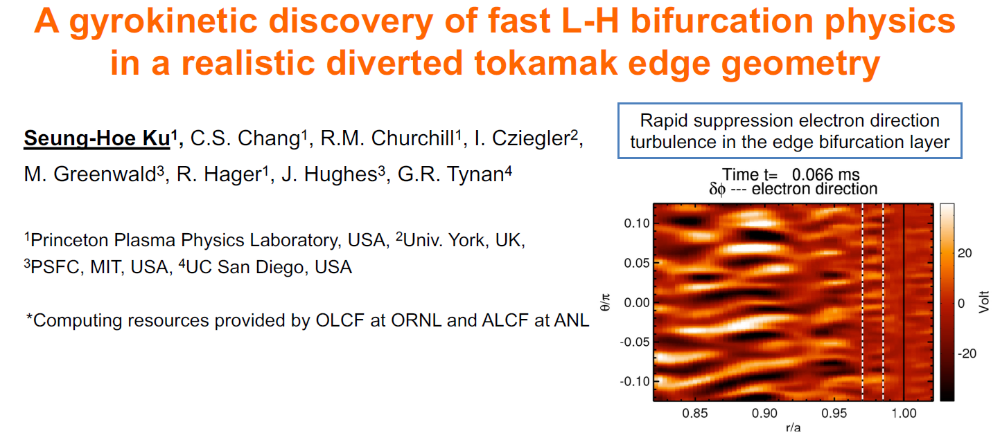 A gyrokinetic discovery of fast L-H bifurcation physics
in a realistic diverted tokamak edge geometry
Seung-Hoe Ku¹, C.S. Chang¹, R.M. Churchill¹, I. Cziegler²,
M. Greenwald³, R. Hager¹, J. Hughes³, G.R. Tynan⁴
¹Princeton Plasma Physics Laboratory, USA, ²Univ. York, UK,
³PSFC, MIT, USA, ⁴UC San Diego, USA
*Computing resources provided by OLCF at ORNL and ALCF at ANL
Rapid suppression electron direction
turbulence in the edge bifurcation layer
Time t= 0.066 ms
δϕ --- electron direction
0.10
0.05
0.00
-0.05
-0.10
θ/π
0.85 0.90 0.95 1.00
r/a
20
0
-20
Volt